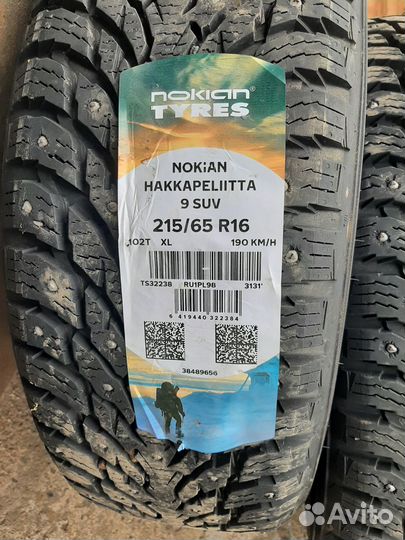 nokian
TYRES
NOKiAN
HAKKAPELIITTA
9 SUV
215/65 R16
102T XL 190 KM/H
TS32238 RU1PL9B 3131
6 419440 322384
38489656
Avito